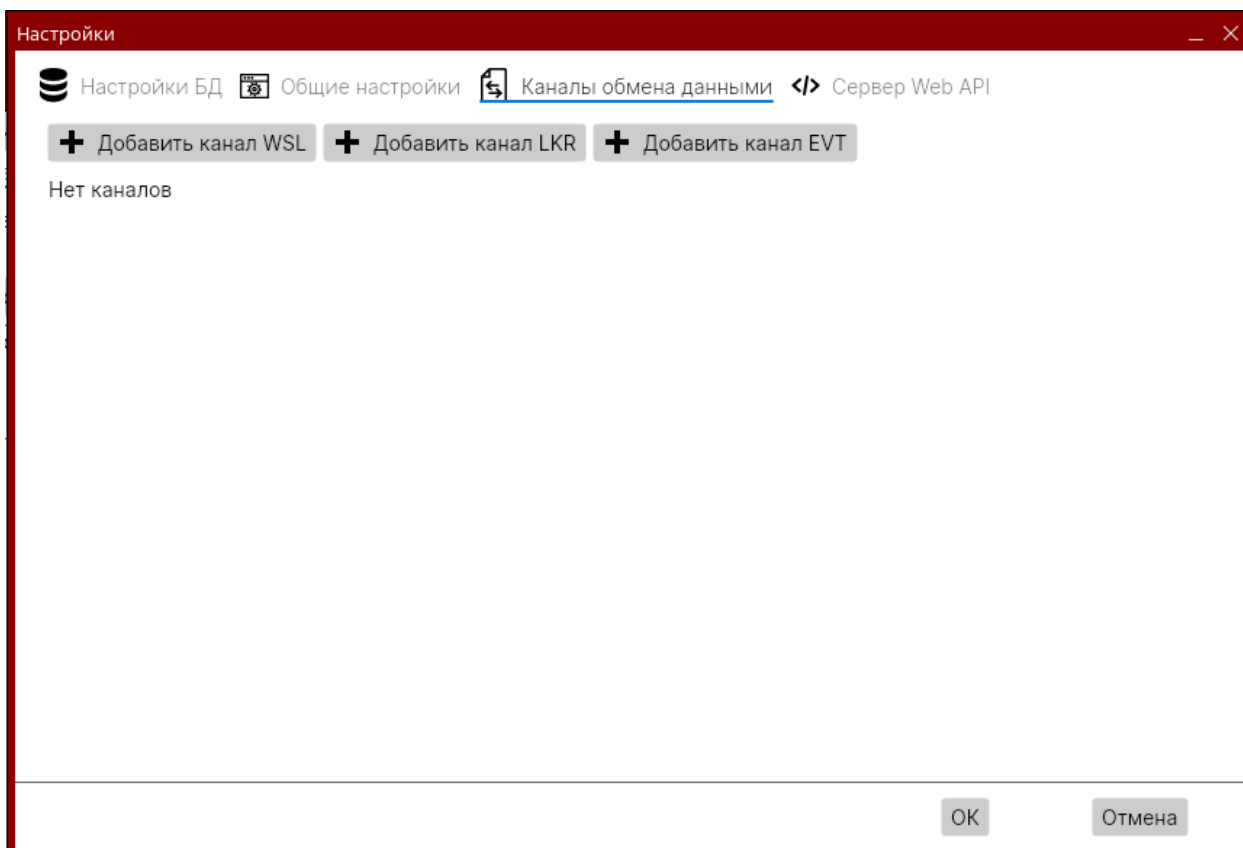 Настройки
Настройки БД Общие настройки Каналы обмена данными Сервер Web API
Добавить канал WSL Добавить канал LKR Добавить канал EVT
Нет каналов
ОК Отмена